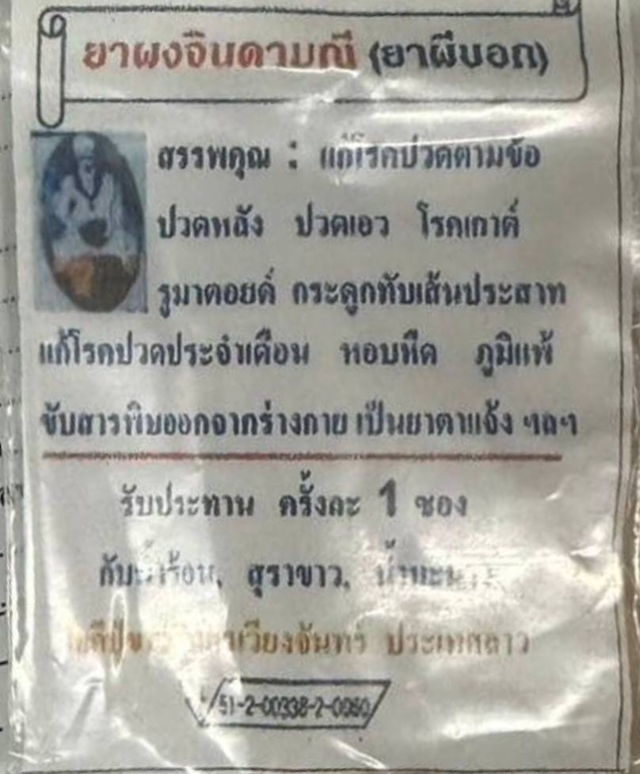 ยาผงจินดามณี (ยาผีบอก)
สรรพคุณ : แก้โรคปวดตามข้อ
ปวดหลัง ปวดเอว โรคเกาต์
รูมาตอยด์ กระดูกทับเส้นประสาท
แก้โรคปวดประจำเดือน หอบหืด ภูมิแพ้
ขับสารพิษออกจากร่างกาย เป็นยาตาแจ้ง ฯลฯ
รับประทาน ครั้งละ 1 ซอง
กับน้ำร้อน, สุราขาว,
ประเทศลาว
51-2-00338-2-0050